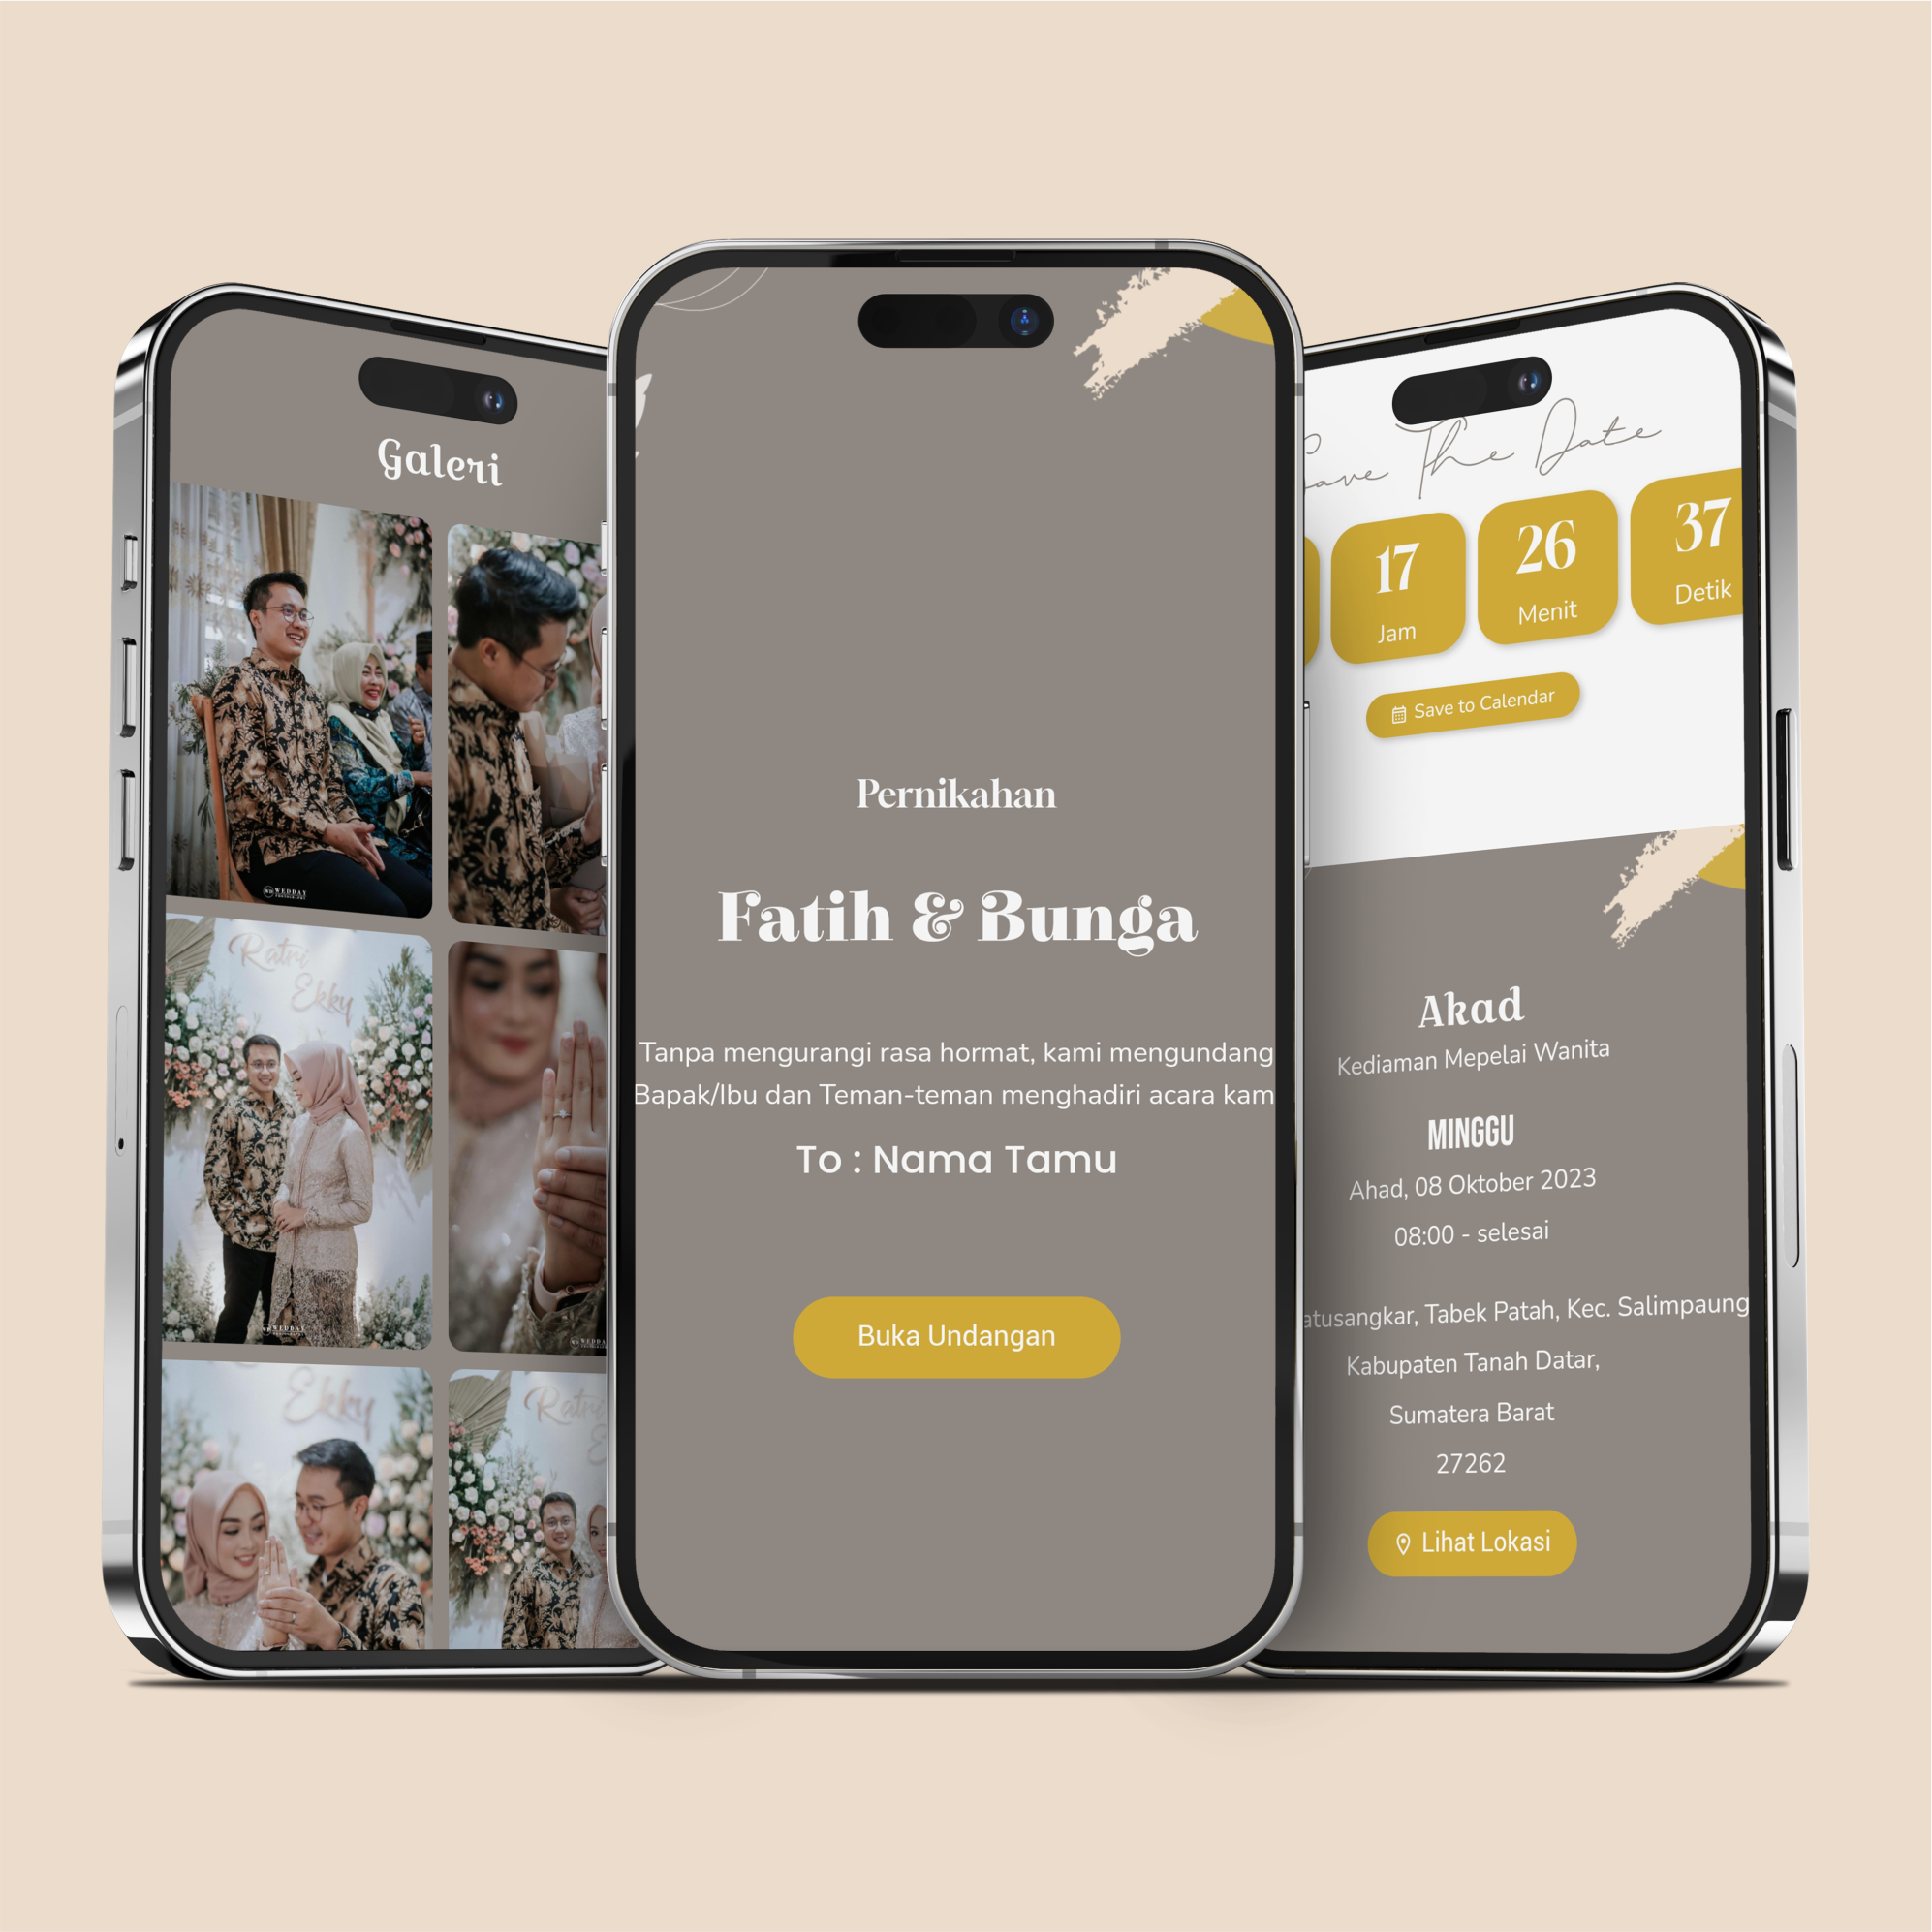 Galeri
WEDDAY
Ratri
Ekky
WEDDAY
Ekky
Pernikahan
Fatih & Bunga
Tanpa mengurangi rasa hormat, kami mengundang
Bapak/Ibu dan Teman-teman menghadiri acara kam
To : Nama Tamu
Buka Undangan
Save The Date
17
Jam
26
Menit
37
Detik
Save to Calendar
Akad
Kediaman Mepelai Wanita
MINGGU
Ahad, 08 Oktober 2023
08:00 - selesai
atusangkar, Tabek Patah, Kec. Salimpaung
Kabupaten Tanah Datar,
Sumatera Barat
27262
Lihat Lokasi